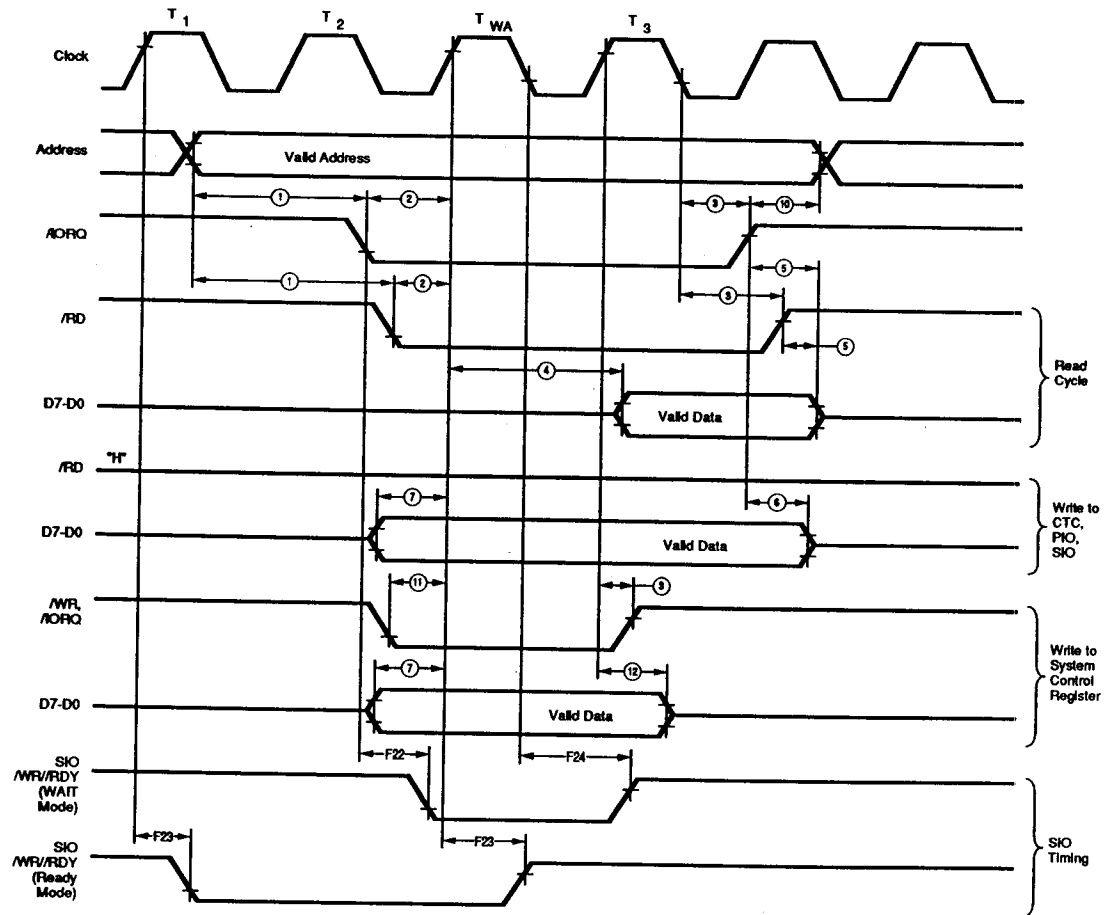 T 1 T 2 T WA T 3
Clock
Address
Valid Address
1 2 9 10
/IORQ
5
1 2 3
/RD
5
4
Read
Cycle
D7-D0
Valid Data
/RD "H"
7 6
Write to
CTC,
PIO,
SIO
D7-D0
Valid Data
11 9
/WR,
/IORQ
7 12
Write to
System
Control
Register
D7-D0
Valid Data
F22 F24
SIO
/WR//RDY
(WAIT
Mode)
F23 F23
SIO
Timing
SIO
/WR//RDY
(Ready
Mode)